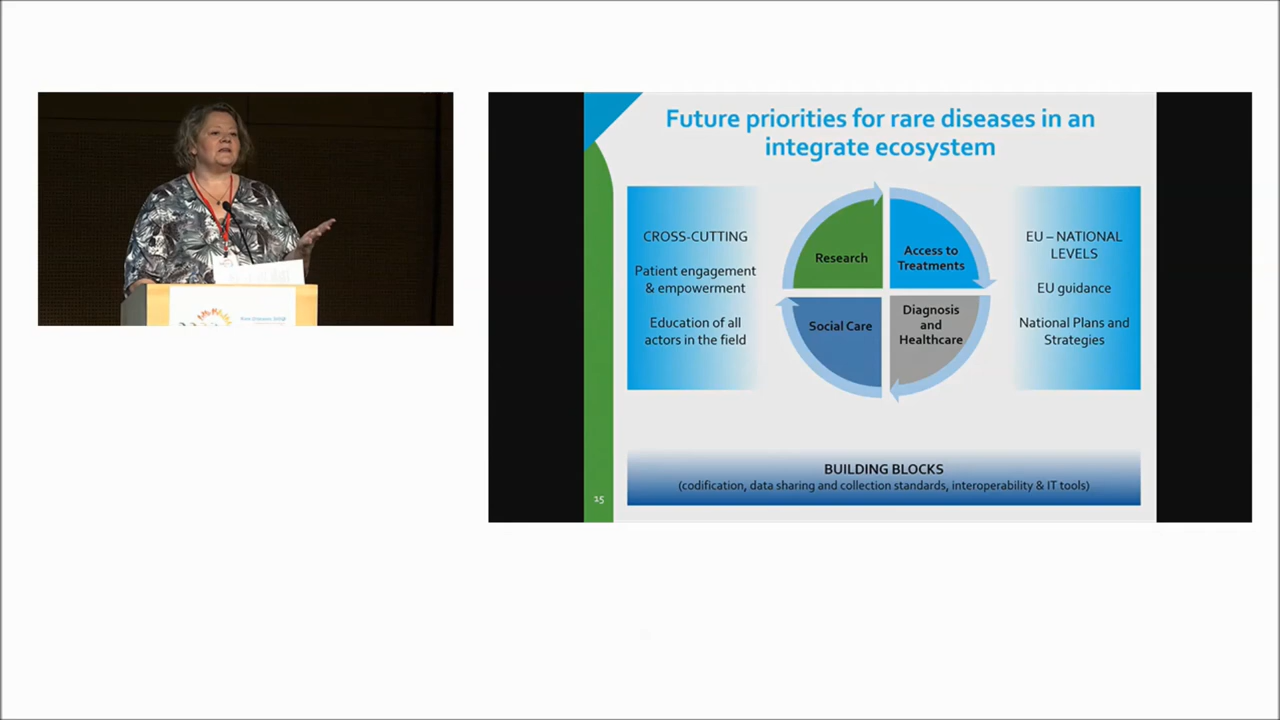 Future priorities for rare diseases in an
integrate ecosystem
CROSS-CUTTING
Patient engagement
& empowerment
Education of all
actors in the field
Research
Access to
Treatments
Social Care
Diagnosis
and
Healthcare
EU – NATIONAL
LEVELS
EU guidance
National Plans and
Strategies
BUILDING BLOCKS
(codification, data sharing and collection standards, interoperability & IT tools)
15